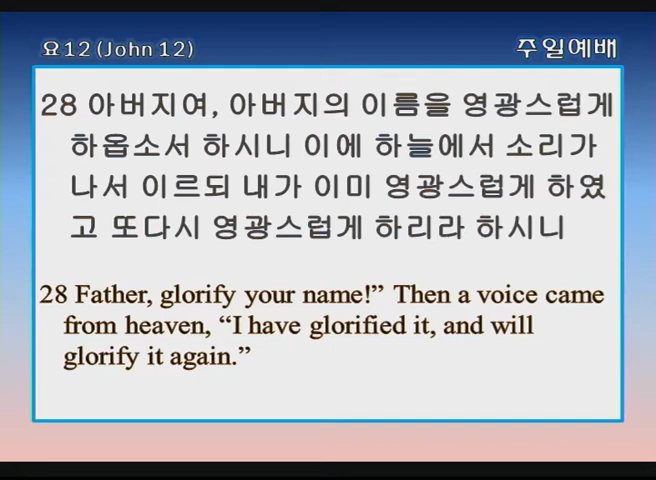 요12 (John 12)
주일예배
28 아버지여, 아버지의 이름을 영광스럽게
하옵소서 하시니 이에 하늘에서 소리가
나서 이르되 내가 이미 영광스럽게 하였
고 또다시 영광스럽게 하리라 하시니
28 Father, glorify your name!” Then a voice came
from heaven, “I have glorified it, and will
glorify it again.”